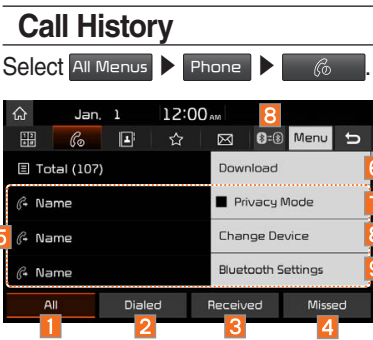 Call History
Select All Menus ▶ Phone ▶ .
Jan. 1 12:00 AM 8
Menu
Total (107) Download 6
Name Privacy Mode 7
5 Name Change Device 8
Name Bluetooth Settings 9
All Dialed Received Missed
1 2 3 4